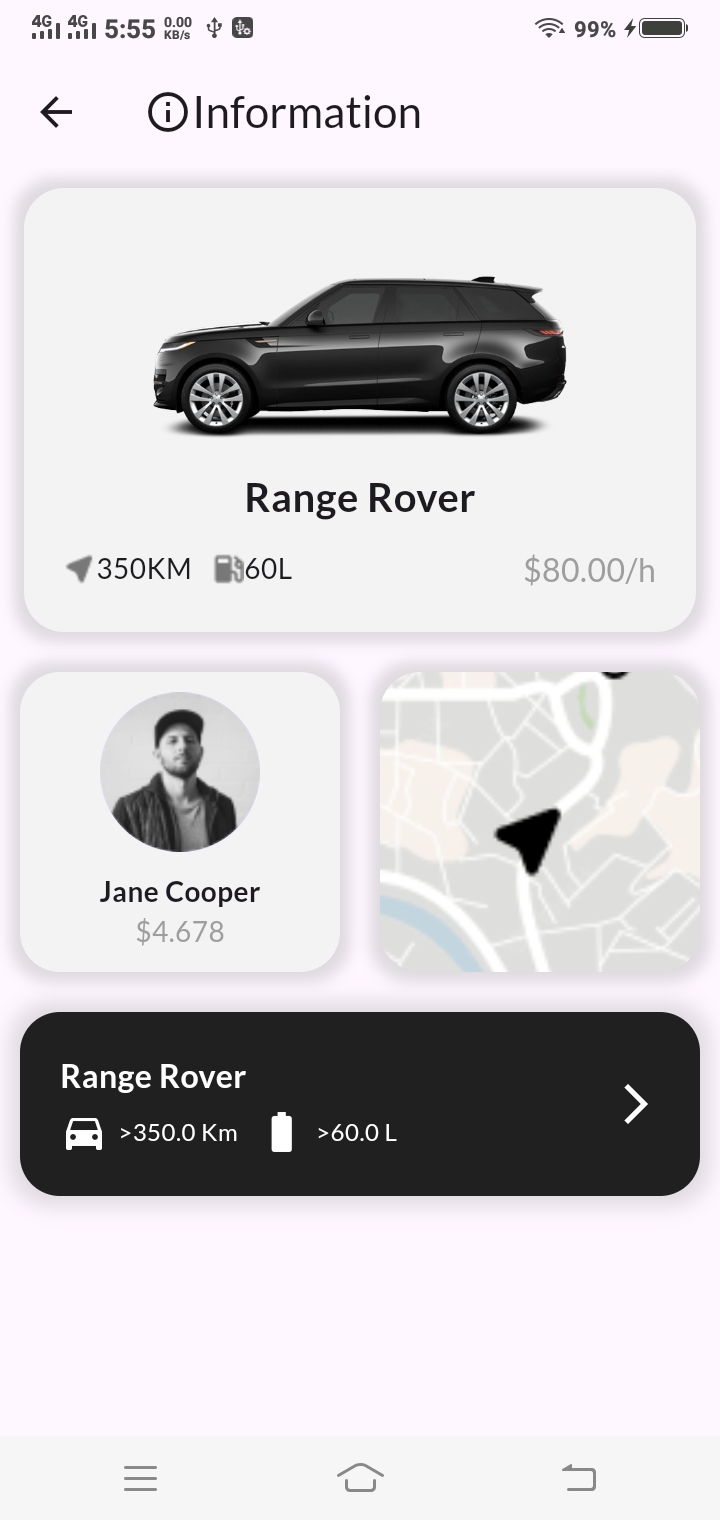 4G 4G 5:55 0.00 KB/s 99%
Information
Range Rover
350KM 60L $80.00/h
Jane Cooper
$4.678
Range Rover
>350.0 Km >60.0 L